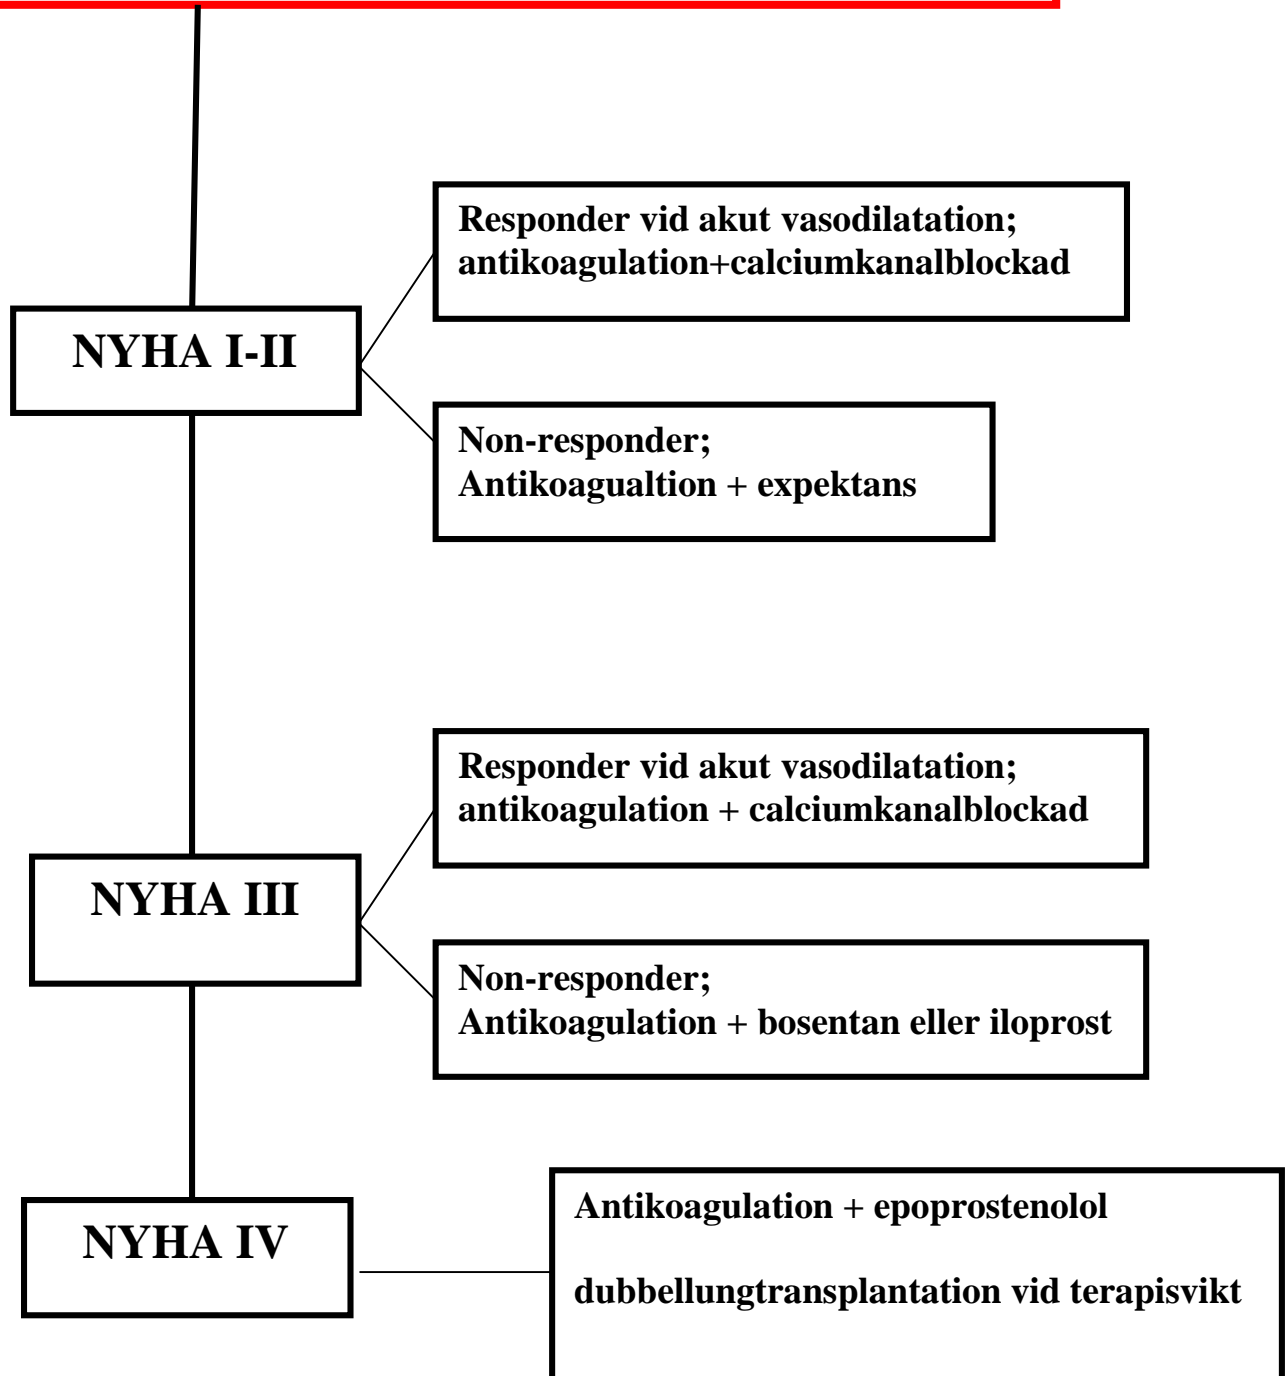 Responder vid akut vasodilatation;
antikoagulation+calciumkanalblockad
NYHA I-II
Non-responder;
Antikoagualtion + expektans
Responder vid akut vasodilatation;
antikoagulation + calciumkanalblockad
NYHA III
Non-responder;
Antikoagulation + bosentan eller iloprost
NYHA IV
Antikoagulation + epoprostenolol
dubbellungtransplantation vid terapisvikt